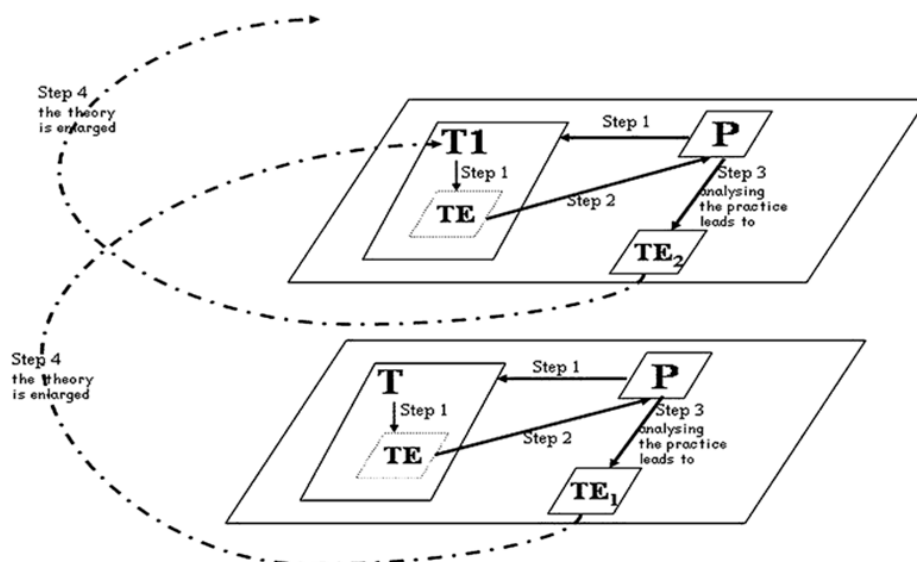 Step 4
the theory
is enlarged
Step 1
P
T1
Step 1
Step 3
analysing
the practice
leads to
TE
Step 2
TE₂
Step 4
the theory
is enlarged
Step 1
P
T
Step 1
Step 3
analysing
the practice
leads to
Step 2
TE
TE₁